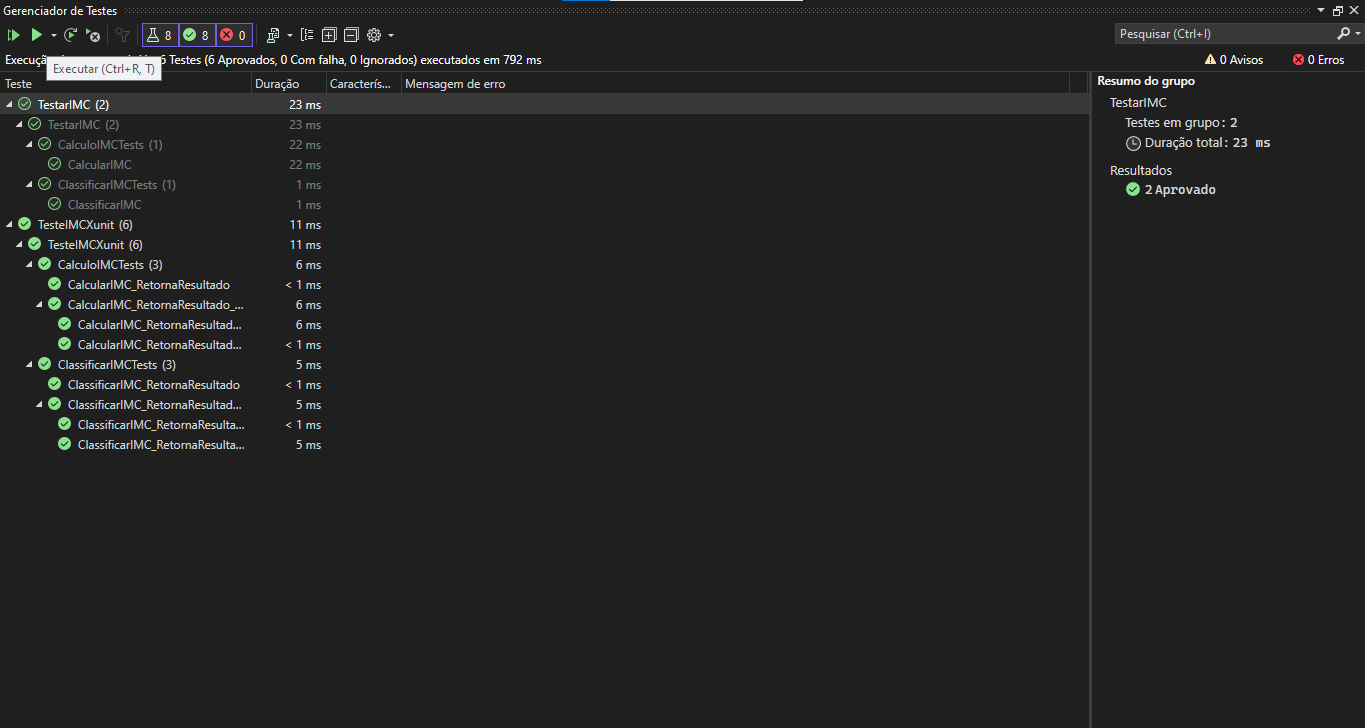 Gerenciador de Testes
8 8 0
Pesquisar (Ctrl+I)
Execuçã 6 Testes (6 Aprovados, 0 Com falha, 0 Ignorados) executados em 792 ms
0 Avisos 0 Erros
Executar (Ctrl+R, T)
Teste Duração Caracterís... Mensagem de erro
TestarIMC (2) 23 ms
TestarIMC (2) 23 ms
CalculoIMCTests (1) 22 ms
CalcularIMC 22 ms
ClassificarIMCTests (1) 1 ms
ClassificarIMC 1 ms
TesteIMCXunit (6) 11 ms
TesteIMCXunit (6) 11 ms
CalculoIMCTests (3) 6 ms
CalcularIMC_RetornaResultado < 1 ms
CalcularIMC_RetornaResultado_... 6 ms
CalcularIMC_RetornaResultad... 6 ms
CalcularIMC_RetornaResultad... < 1 ms
ClassificarIMCTests (3) 5 ms
ClassificarIMC_RetornaResultado < 1 ms
ClassificarIMC_RetornaResultad... 5 ms
ClassificarIMC_RetornaResulta... < 1 ms
ClassificarIMC_RetornaResulta... 5 ms
Resumo do grupo
TestarIMC
Testes em grupo: 2
Duração total: 23 ms
Resultados
2 Aprovado